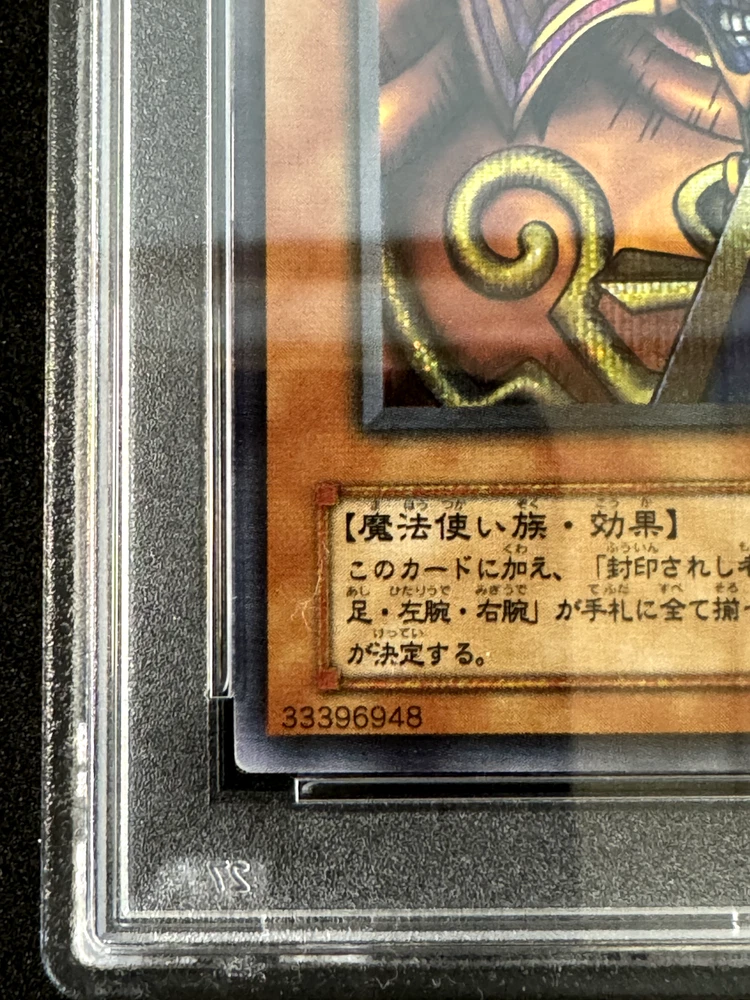 【魔法使い族・効果】
このカードに加え、「封印されし
足・左腕・右腕」が手札に全て揃
が決定する。
33396948
27